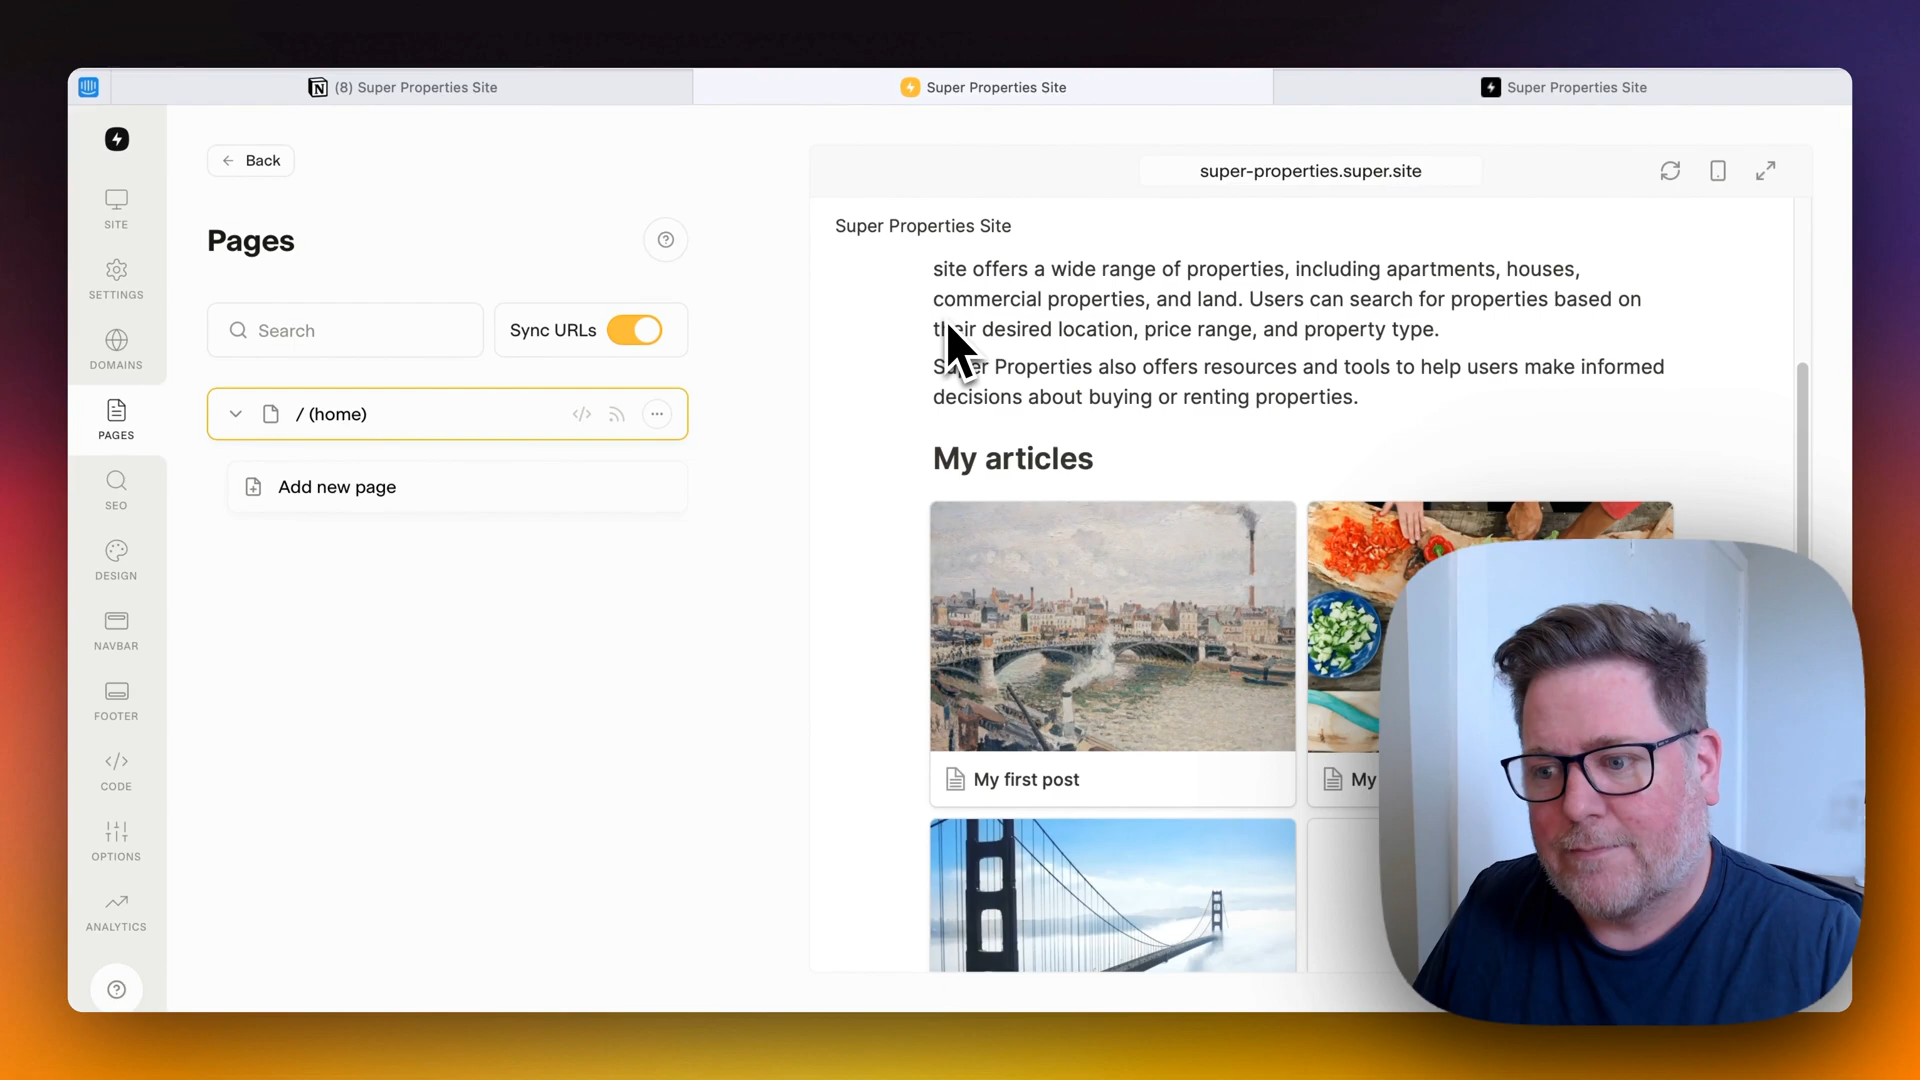 (8) Super Properties Site
Super Properties Site
Super Properties Site
SITE
SETTINGS
DOMAINS
PAGES
SEO
DESIGN
NAVBAR
FOOTER
CODE
OPTIONS
ANALYTICS
Back
Pages
Search
Sync URLs
/ (home)
Add new page
super-properties.super.site
Super Properties Site
site offers a wide range of properties, including apartments, houses,
commercial properties, and land. Users can search for properties based on
their desired location, price range, and property type.
Super Properties also offers resources and tools to help users make informed
decisions about buying or renting properties.
My articles
My first post
My